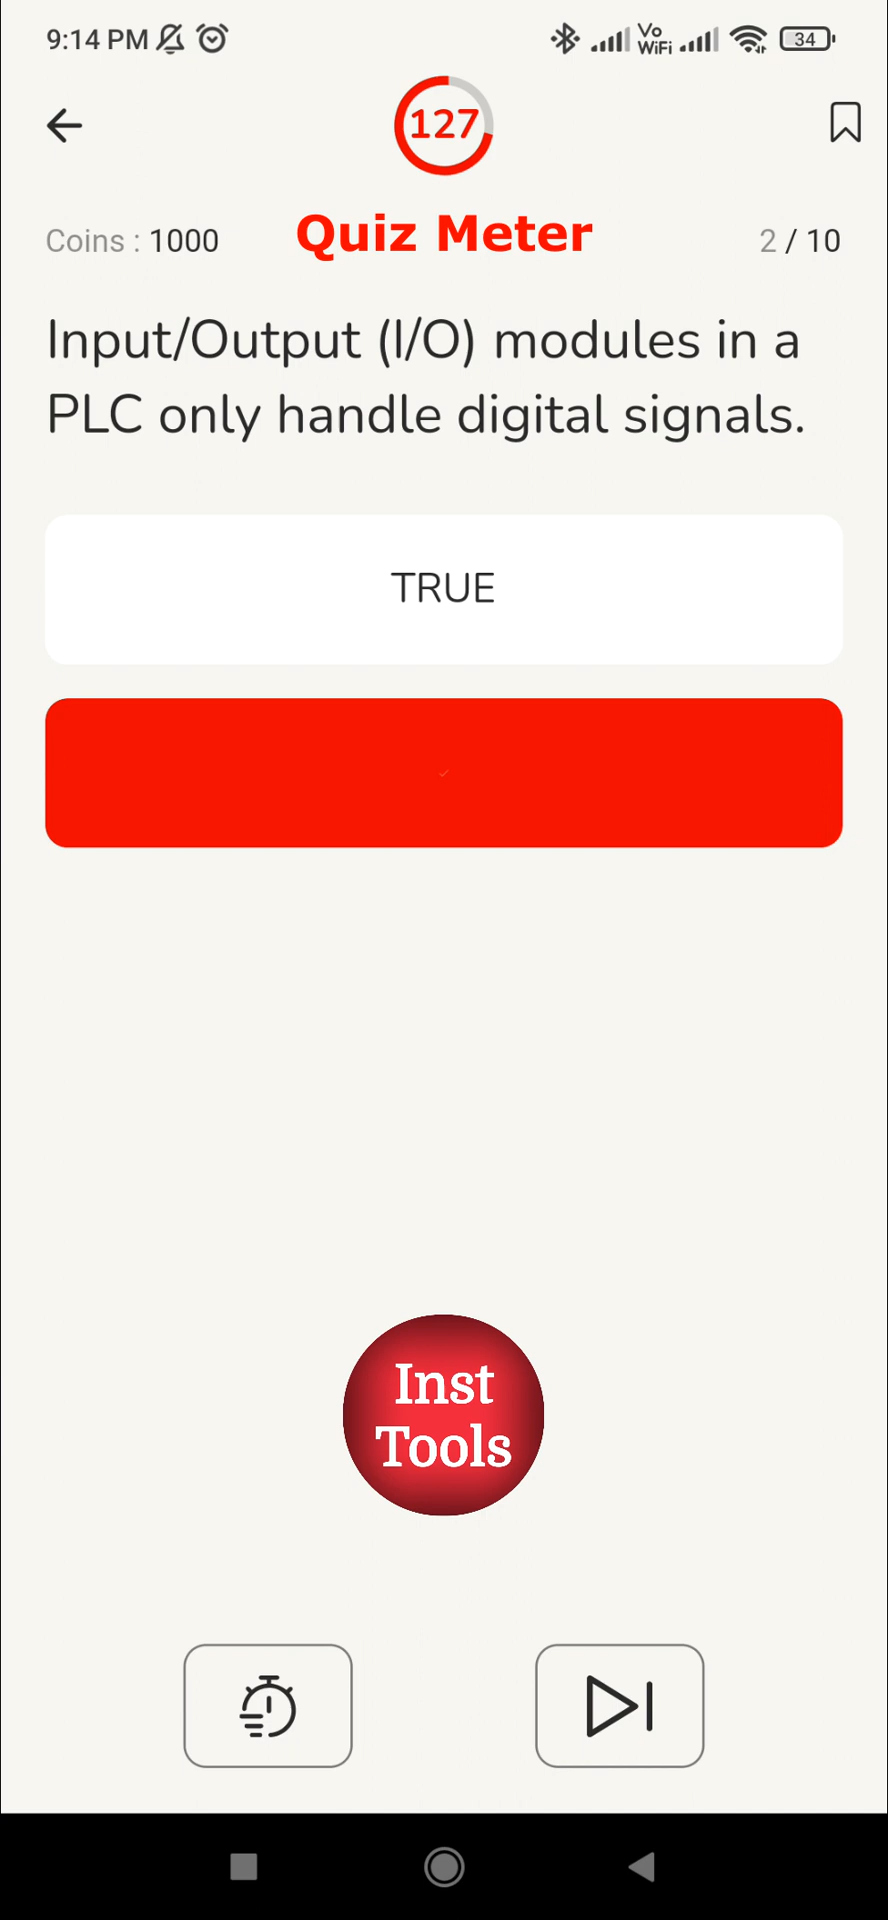 9:14 PM Vo WiFi 34
127
Coins : 1000 Quiz Meter 2 / 10
Input/Output (I/O) modules in a
PLC only handle digital signals.
TRUE
Inst
Tools